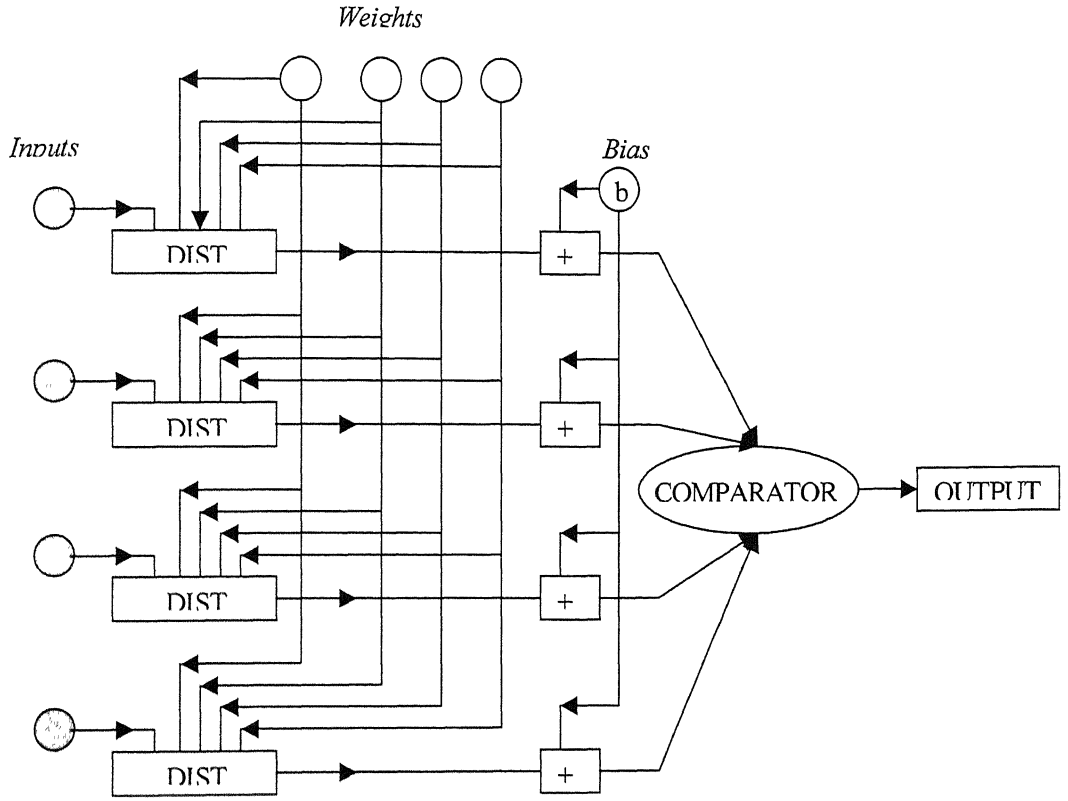 Weights
Inputs
Bias
b
DIST
+
DIST
+
COMPARATOR
OUTPUT
DIST
+
DIST
+